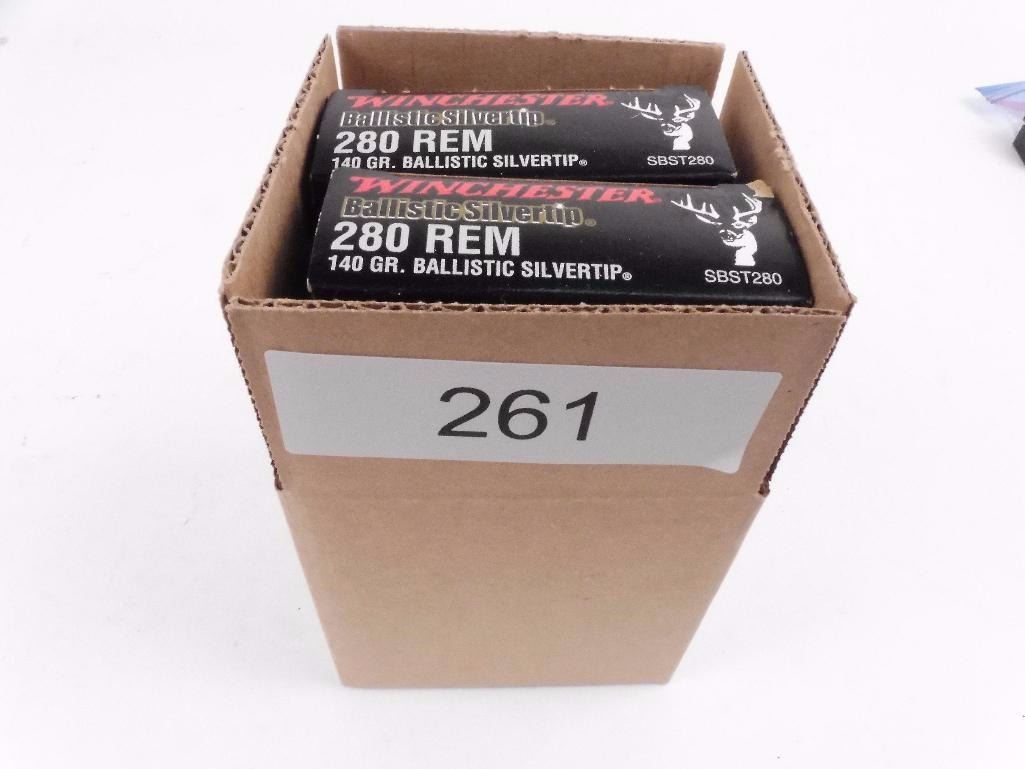 WINCHESTER®
Ballistic Silvertip®
280 REM
140 GR. BALLISTIC SILVERTIP®
SBST280
WINCHESTER®
Ballistic Silvertip®
280 REM
140 GR. BALLISTIC SILVERTIP®
SBST280
261